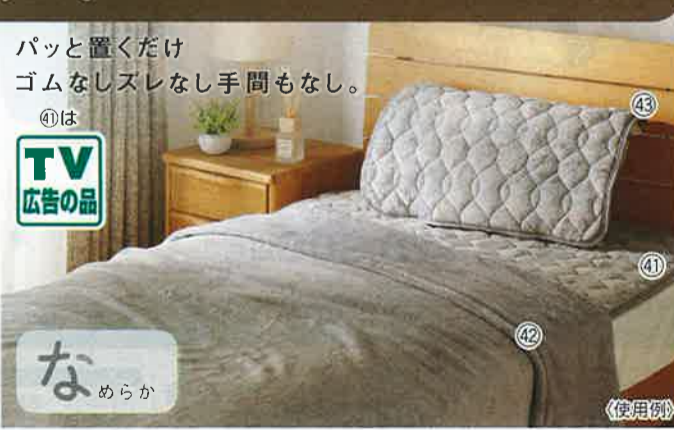 パッと置くだけ
ゴムなしズレなし手間もなし。
㊶は
TV
広告の品
㊸
㊶
㊷
なめらか
〈使用例〉